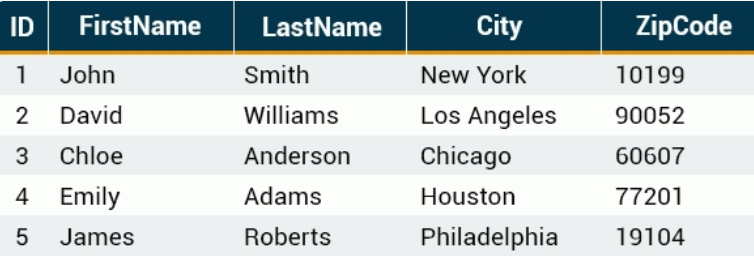 ID FirstName LastName City ZipCode
1 John Smith New York 10199
2 David Williams Los Angeles 90052
3 Chloe Anderson Chicago 60607
4 Emily Adams Houston 77201
5 James Roberts Philadelphia 19104